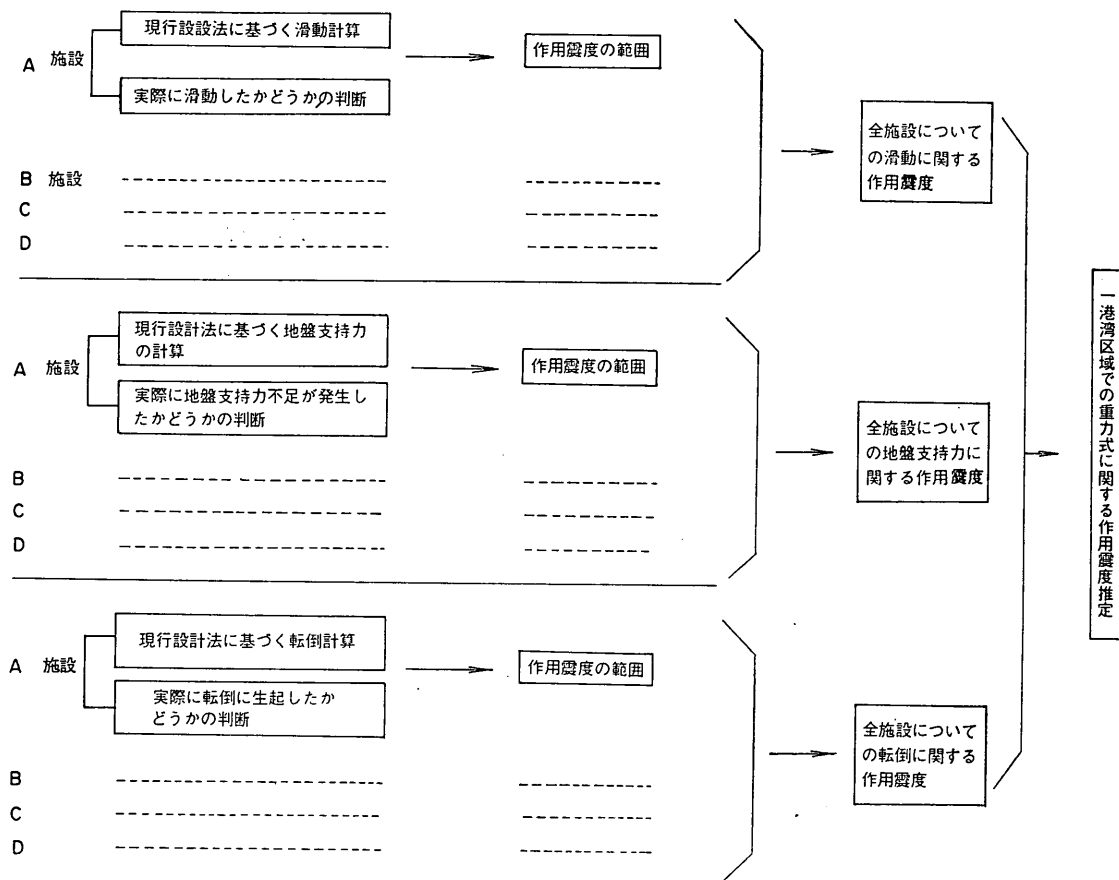 現行設設法に基づく滑動計算
A 施設
作用震度の範囲
実際に滑動したかどうかの判断
B 施設
C
D
全施設について
の滑動に関する
作用震度
現行設計法に基づく地盤支持力
の計算
A 施設
作用震度の範囲
実際に地盤支持力不足が発生し
たかどうかの判断
B
C
D
全施設について
の地盤支持力に
関する作用震度
現行設計法に基づく転倒計算
A 施設
作用震度の範囲
実際に転倒に生起したか
どうかの判断
B
C
D
全施設について
の転倒に関する
作用震度
一港湾区域での重力式に関する作用震度推定